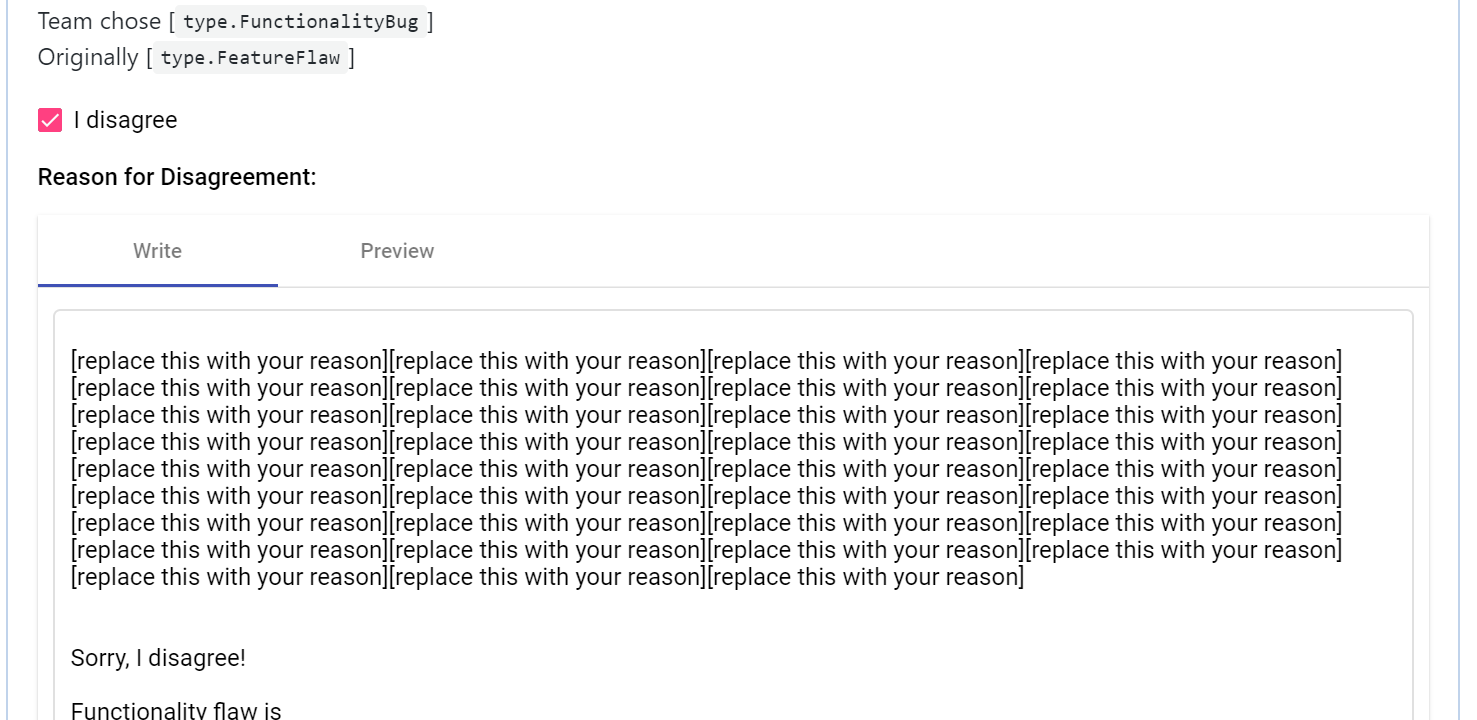 Team chose [ type.FunctionalityBug ]
Originally [ type.FeatureFlaw ]
I disagree
Reason for Disagreement:
Write Preview
[replace this with your reason][replace this with your reason][replace this with your reason][replace this with your reason]
[replace this with your reason][replace this with your reason][replace this with your reason][replace this with your reason]
[replace this with your reason][replace this with your reason][replace this with your reason][replace this with your reason]
[replace this with your reason][replace this with your reason][replace this with your reason][replace this with your reason]
[replace this with your reason][replace this with your reason][replace this with your reason][replace this with your reason]
[replace this with your reason][replace this with your reason][replace this with your reason][replace this with your reason]
[replace this with your reason][replace this with your reason][replace this with your reason][replace this with your reason]
[replace this with your reason][replace this with your reason][replace this with your reason][replace this with your reason]
[replace this with your reason][replace this with your reason][replace this with your reason]
Sorry, I disagree!
Functionality flaw is